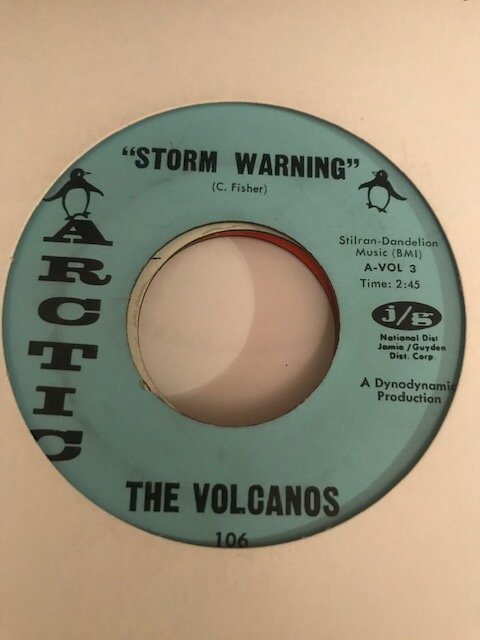 "STORM WARNING"
(C. Fisher)
ARCTIC
Stilran-Dandelion
Music (BMI)
A-VOL 3
Time: 2:45
j/g
National Dist
Jamie/Guyden
Dist. Corp.
A Dynodynamic
Production
THE VOLCANOS
106